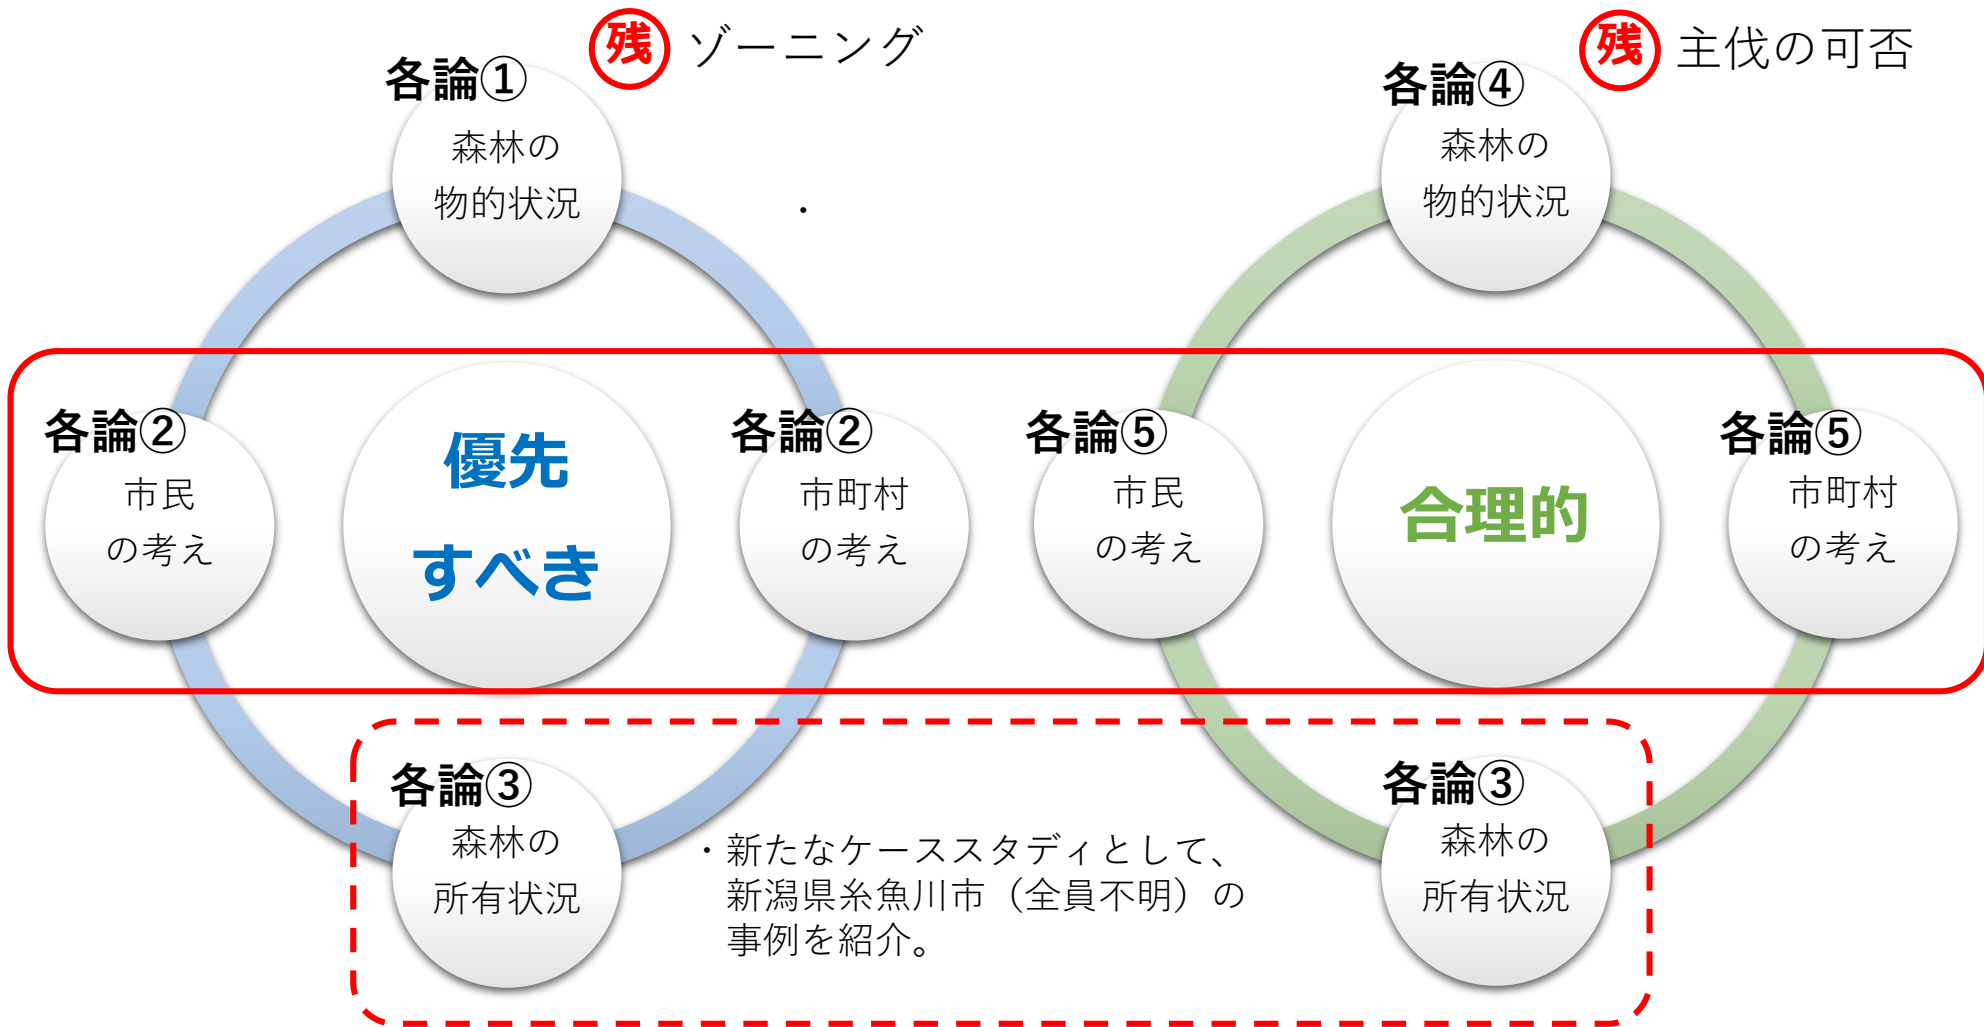 残 ゾーニング
各論①
森林の
物的状況
・
各論②
市民
の考え
優先
すべき
各論②
市町村
の考え
各論③
森林の
所有状況
・新たなケーススタディとして、
新潟県糸魚川市（全員不明）の
事例を紹介。
残 主伐の可否
各論④
森林の
物的状況
各論⑤
市民
の考え
合理的
各論⑤
市町村
の考え
各論③
森林の
所有状況